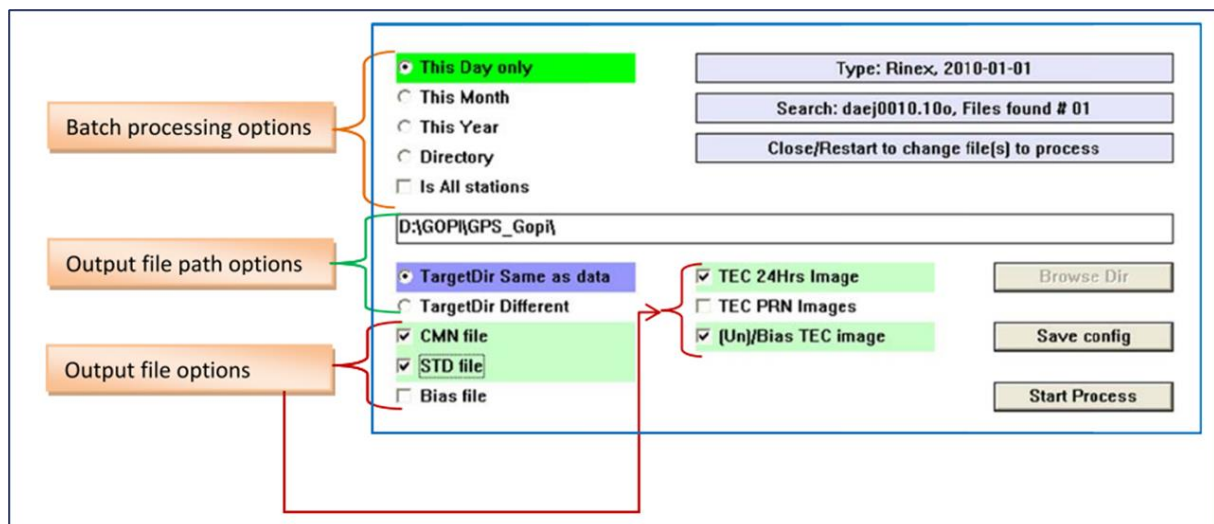 Batch processing options
Output file path options
Output file options
This Day only
This Month
This Year
Directory
Is All stations
Type: Rinex, 2010-01-01
Search: daej0010.10o, Files found # 01
Close/Restart to change file(s) to process
D:\GOPI\GPS_Gopi\
TargetDir Same as data
TargetDir Different
CMN file
STD file
Bias file
TEC 24Hrs Image
TEC PRN Images
(Un)/Bias TEC image
Browse Dir
Save config
Start Process